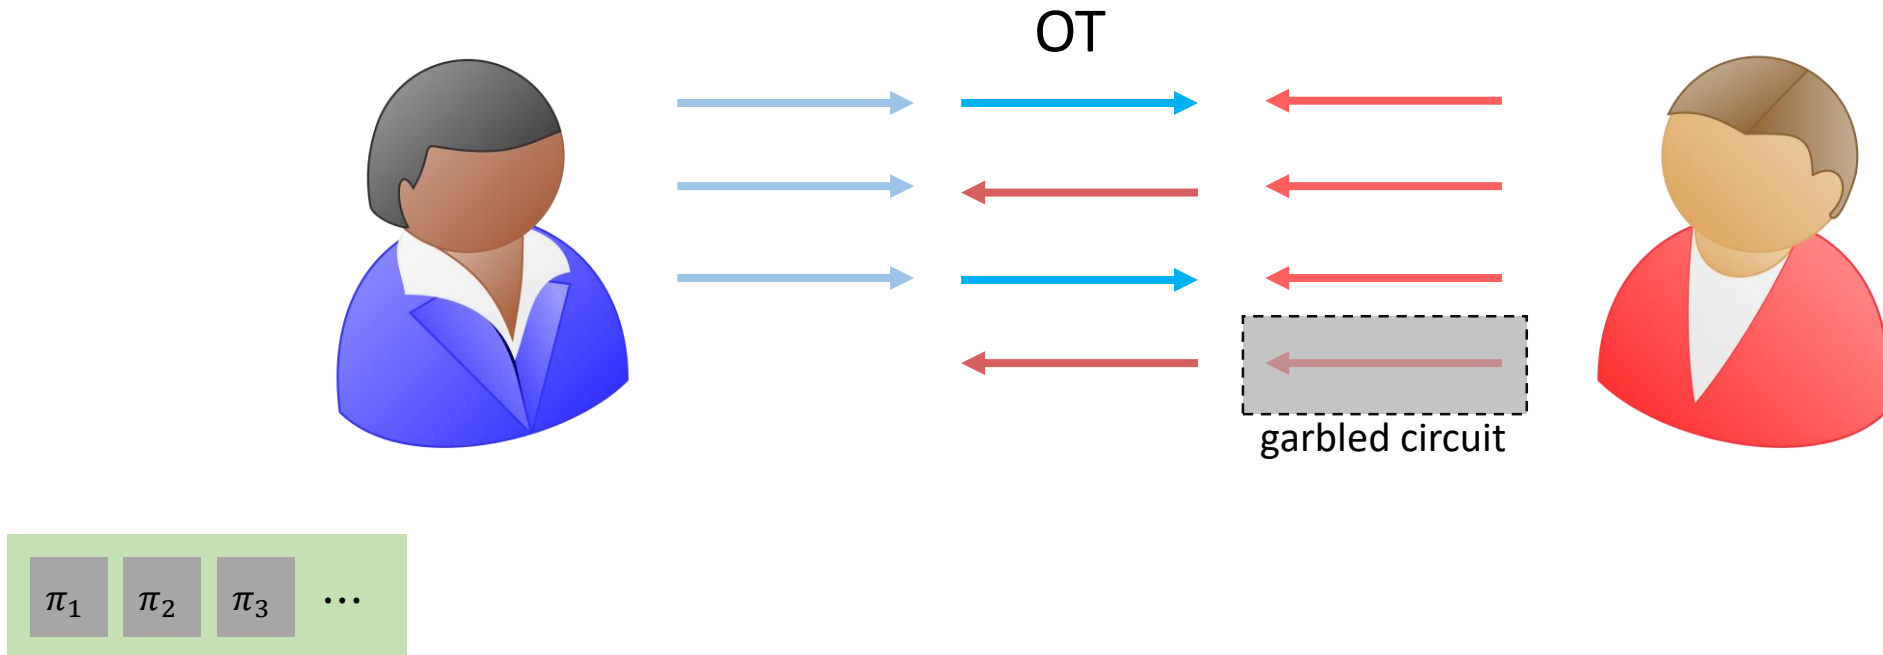 OT
garbled circuit
π₁ π₂ π₃ ⋯